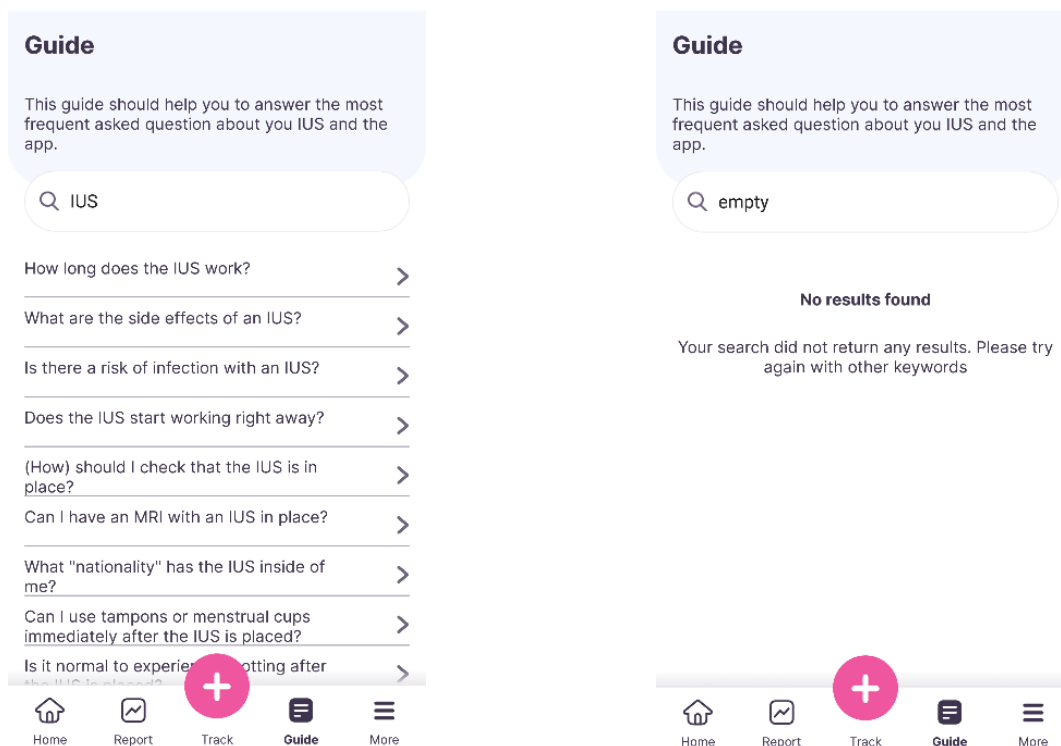 Guide
This guide should help you to answer the most
frequent asked question about you IUS and the
app.
IUS
How long does the IUS work?
What are the side effects of an IUS?
Is there a risk of infection with an IUS?
Does the IUS start working right away?
(How) should I check that the IUS is in
place?
Can I have an MRI with an IUS in place?
What "nationality" has the IUS inside of
me?
Can I use tampons or menstrual cups
immediately after the IUS is placed?
Is it normal to experie otting after
the IUS is placed?
Home
Report
Track
Guide
More
Guide
This guide should help you to answer the most
frequent asked question about you IUS and the
app.
empty
No results found
Your search did not return any results. Please try
again with other keywords
Home
Report
Track
Guide
More